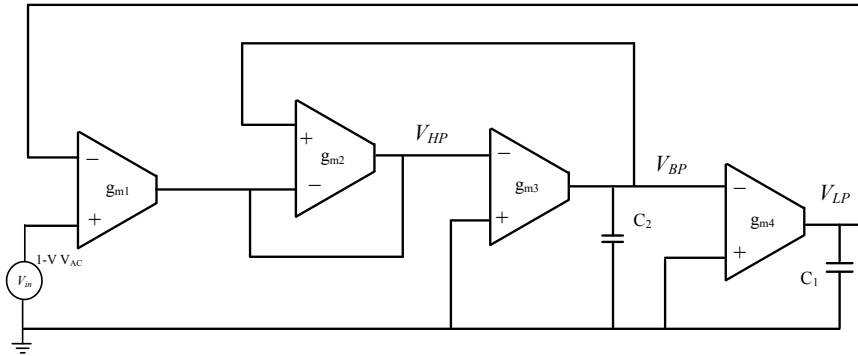 −
g_m1
+
1-V V_AC
V_in
+
g_m2
−
V_HP
−
g_m3
+
V_BP
C_2
−
g_m4
+
V_LP
C_1